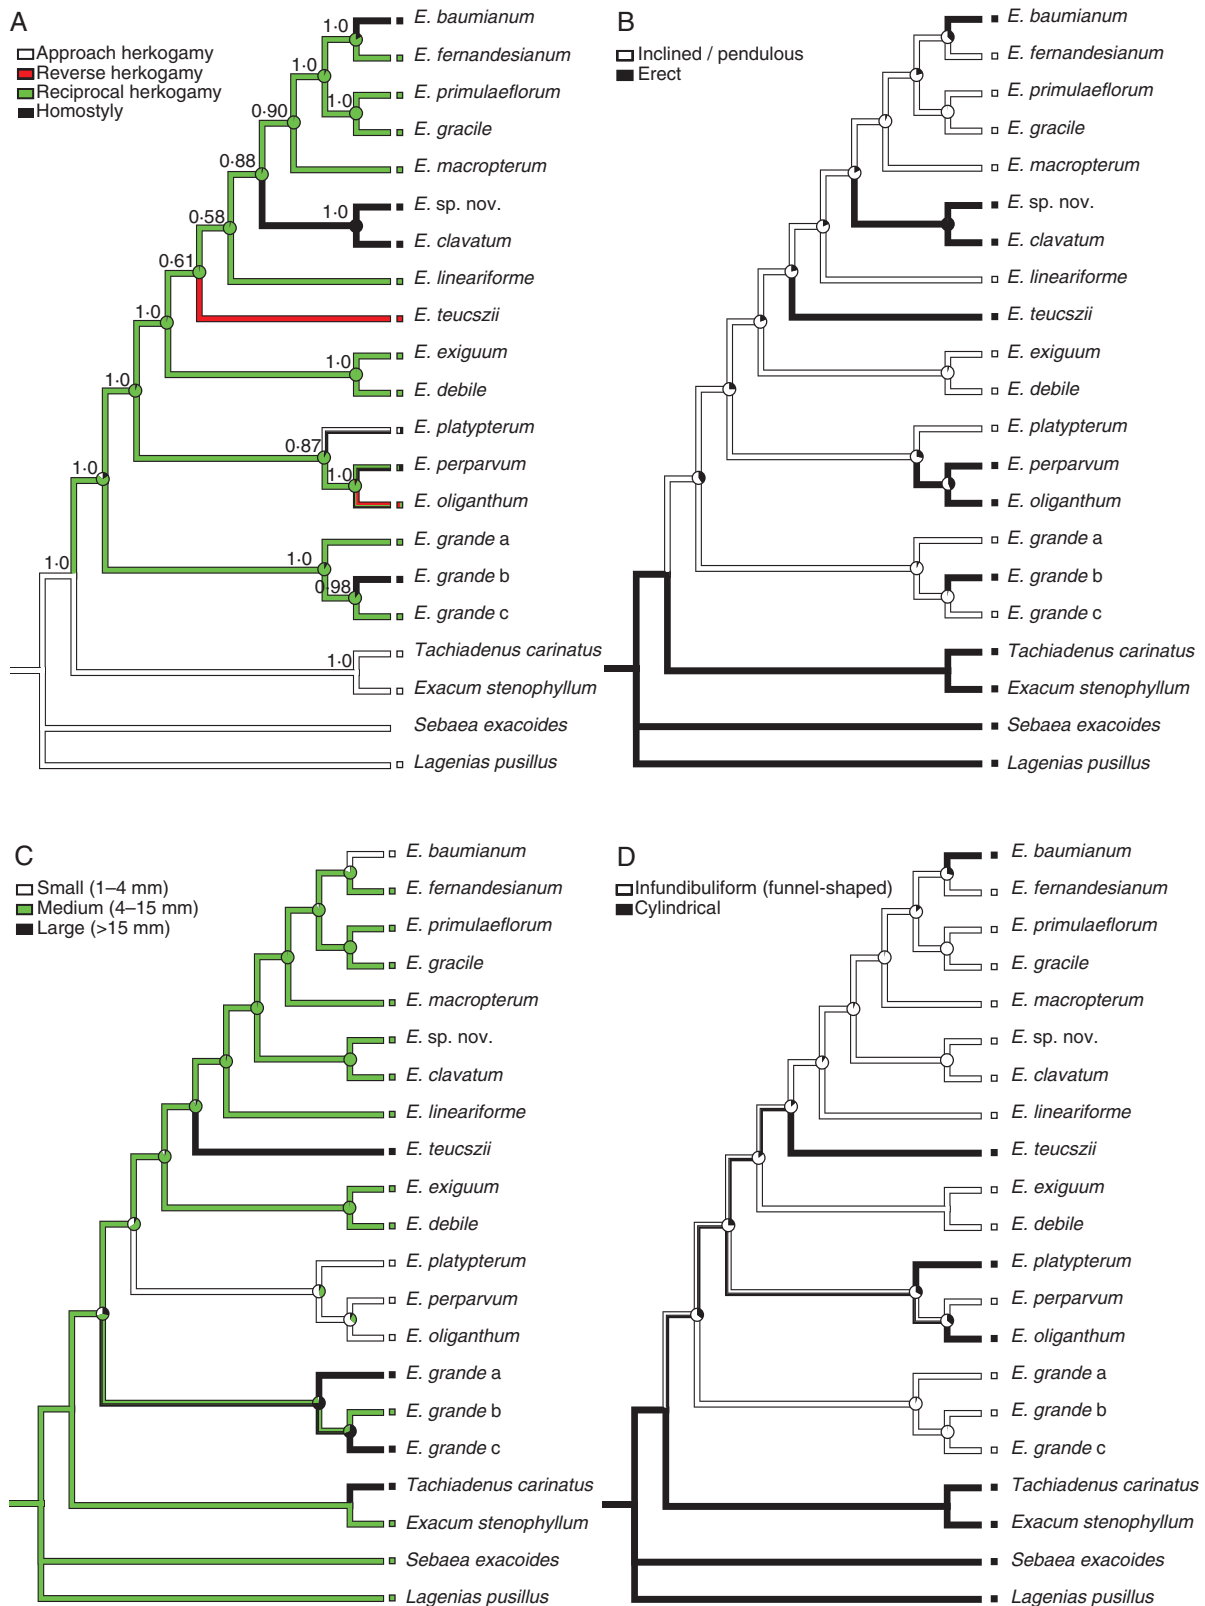 A
Approach herkogamy
Reverse herkogamy
Reciprocal herkogamy
Homostyly
1·0
1·0
1·0
0·90
0·88
1·0
0·58
0·61
1·0
1·0
1·0
0·87
1·0
1·0
1·0
0·98
1·0
1·0
E. baumianum
E. fernandesianum
E. primulaeflorum
E. gracile
E. macropterum
E. sp. nov.
E. clavatum
E. lineariforme
E. teucszii
E. exiguum
E. debile
E. platypterum
E. perparvum
E. oliganthum
E. grande a
E. grande b
E. grande c
Tachiadenus carinatus
Exacum stenophyllum
Sebaea exacoides
Lagenias pusillus
B
Inclined / pendulous
Erect
E. baumianum
E. fernandesianum
E. primulaeflorum
E. gracile
E. macropterum
E. sp. nov.
E. clavatum
E. lineariforme
E. teucszii
E. exiguum
E. debile
E. platypterum
E. perparvum
E. oliganthum
E. grande a
E. grande b
E. grande c
Tachiadenus carinatus
Exacum stenophyllum
Sebaea exacoides
Lagenias pusillus
C
Small (1–4 mm)
Medium (4–15 mm)
Large (>15 mm)
E. baumianum
E. fernandesianum
E. primulaeflorum
E. gracile
E. macropterum
E. sp. nov.
E. clavatum
E. lineariforme
E. teucszii
E. exiguum
E. debile
E. platypterum
E. perparvum
E. oliganthum
E. grande a
E. grande b
E. grande c
Tachiadenus carinatus
Exacum stenophyllum
Sebaea exacoides
Lagenias pusillus
D
Infundibuliform (funnel-shaped)
Cylindrical
E. baumianum
E. fernandesianum
E. primulaeflorum
E. gracile
E. macropterum
E. sp. nov.
E. clavatum
E. lineariforme
E. teucszii
E. exiguum
E. debile
E. platypterum
E. perparvum
E. oliganthum
E. grande a
E. grande b
E. grande c
Tachiadenus carinatus
Exacum stenophyllum
Sebaea exacoides
Lagenias pusillus